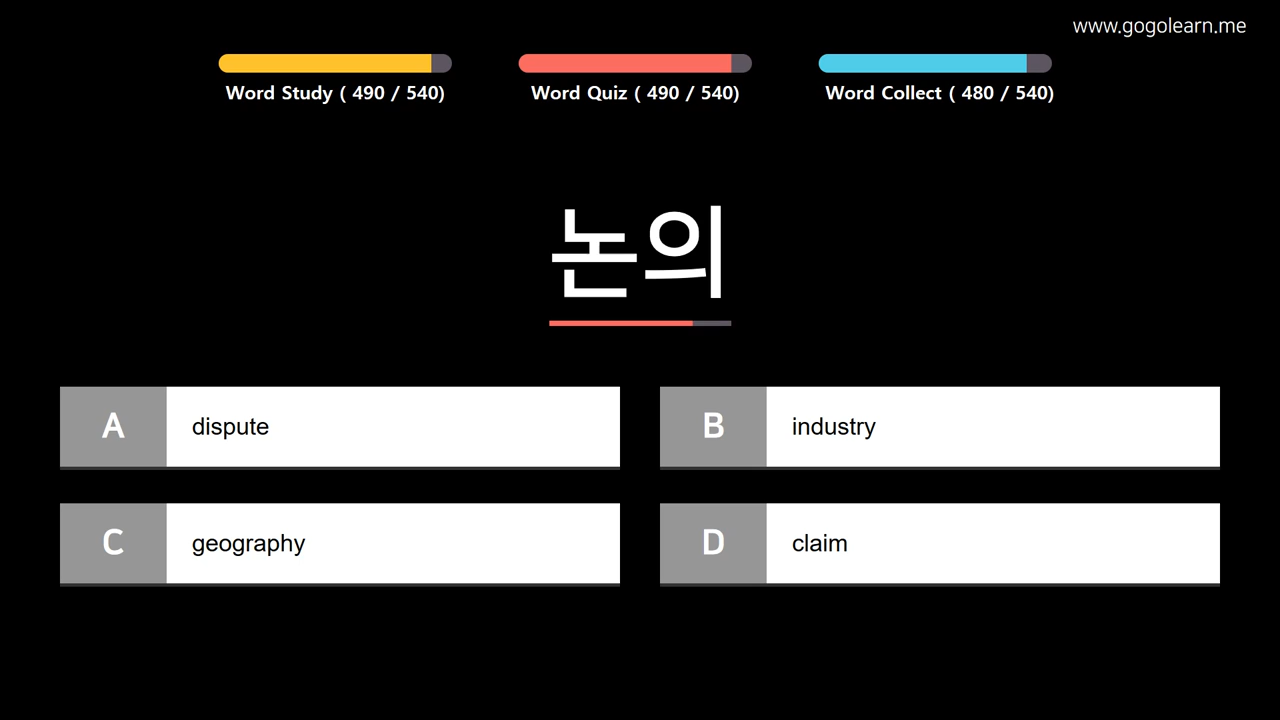 www.gogolearn.me
Word Study ( 490 / 540)
Word Quiz ( 490 / 540)
Word Collect ( 480 / 540)
논의
A dispute
B industry
C geography
D claim